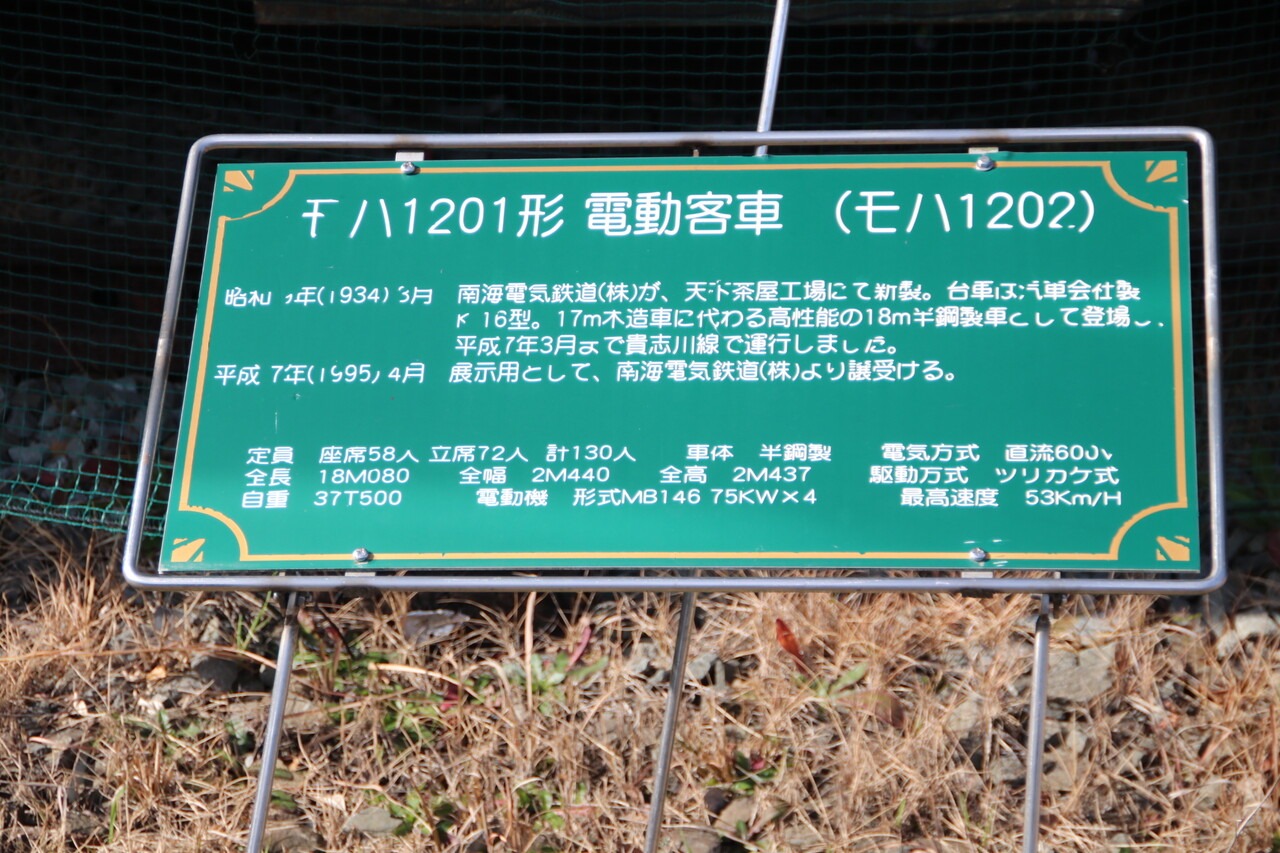 モハ1201形 電動客車 (モハ1202)
昭和 9年(1934) 月 南海電気鉄道(株)が、天下茶屋工場にて新製。台車は汽車会社製
K 16型。17m木造車に代わる高性能の18m半鋼製車として登場し、
平成7年3月まで貴志川線で運行しました。
平成 7年(1995) 4月 展示用として、南海電気鉄道(株)より譲受ける。
定員 座席58人 立席72人 計130人 車体 半鋼製 電気方式 直流600v
全長 18M080 全幅 2M440 全高 2M437 駆動方式 ツリカケ式
自重 37T500 電動機 形式MB146 75KW×4 最高速度 53Km/H